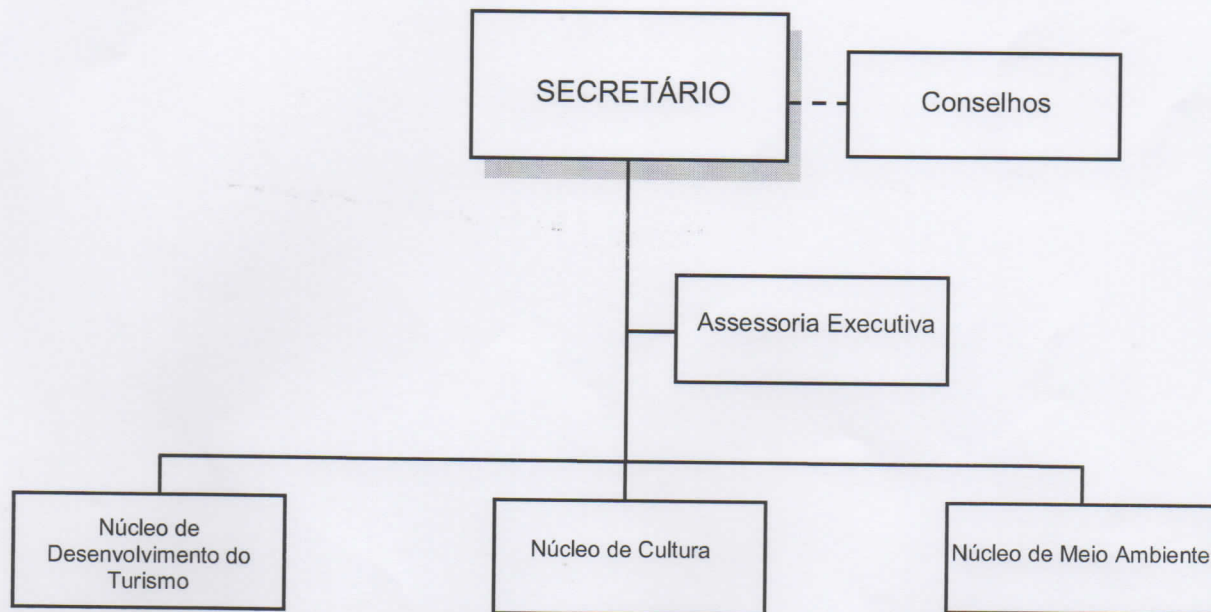 SECRETÁRIO
Conselhos
Assessoria Executiva
Núcleo de
Desenvolvimento do
Turismo
Núcleo de Cultura
Núcleo de Meio Ambiente